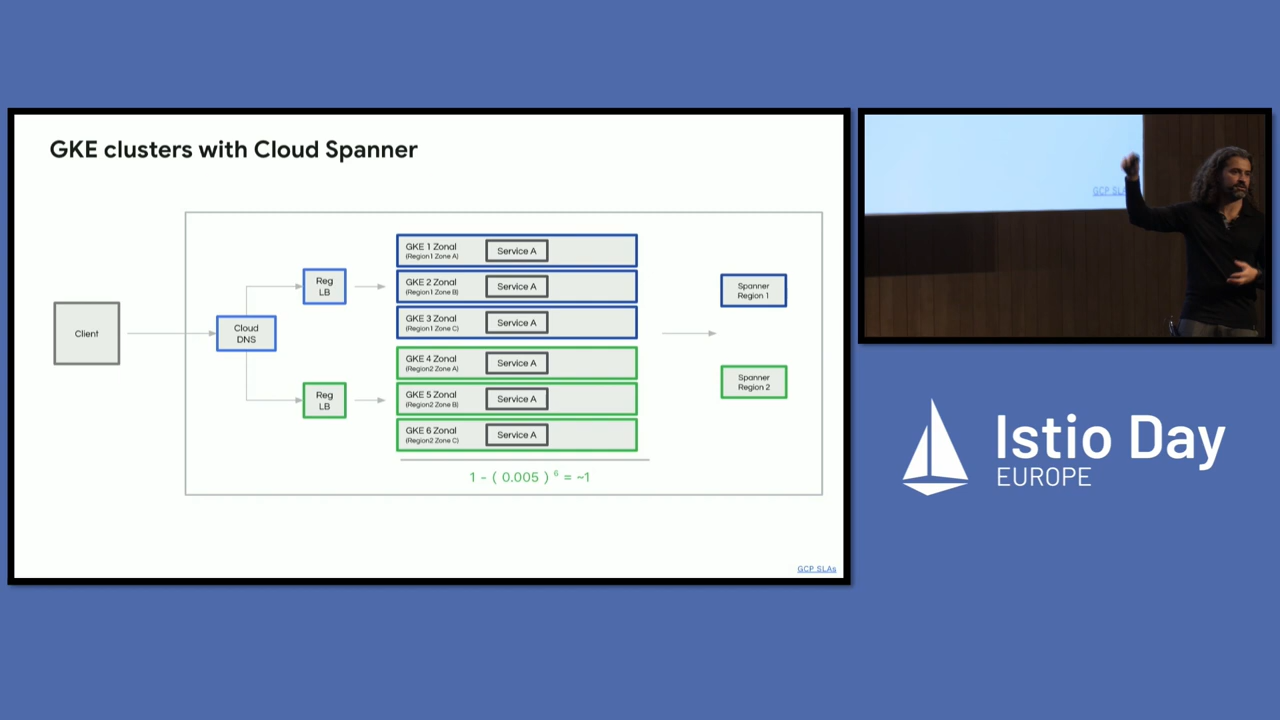 GKE clusters with Cloud Spanner
Client
Cloud
DNS
Reg
LB
Reg
LB
GKE 1 Zonal
(Region1 Zone A)
Service A
GKE 2 Zonal
(Region1 Zone B)
Service A
GKE 3 Zonal
(Region1 Zone C)
Service A
GKE 4 Zonal
(Region2 Zone A)
Service A
GKE 5 Zonal
(Region2 Zone B)
Service A
GKE 6 Zonal
(Region2 Zone C)
Service A
1 - ( 0.005 ) ⁶ = ~1
Spanner
Region 1
Spanner
Region 2
GCP SLAs
GCP SLA
Istio Day
EUROPE